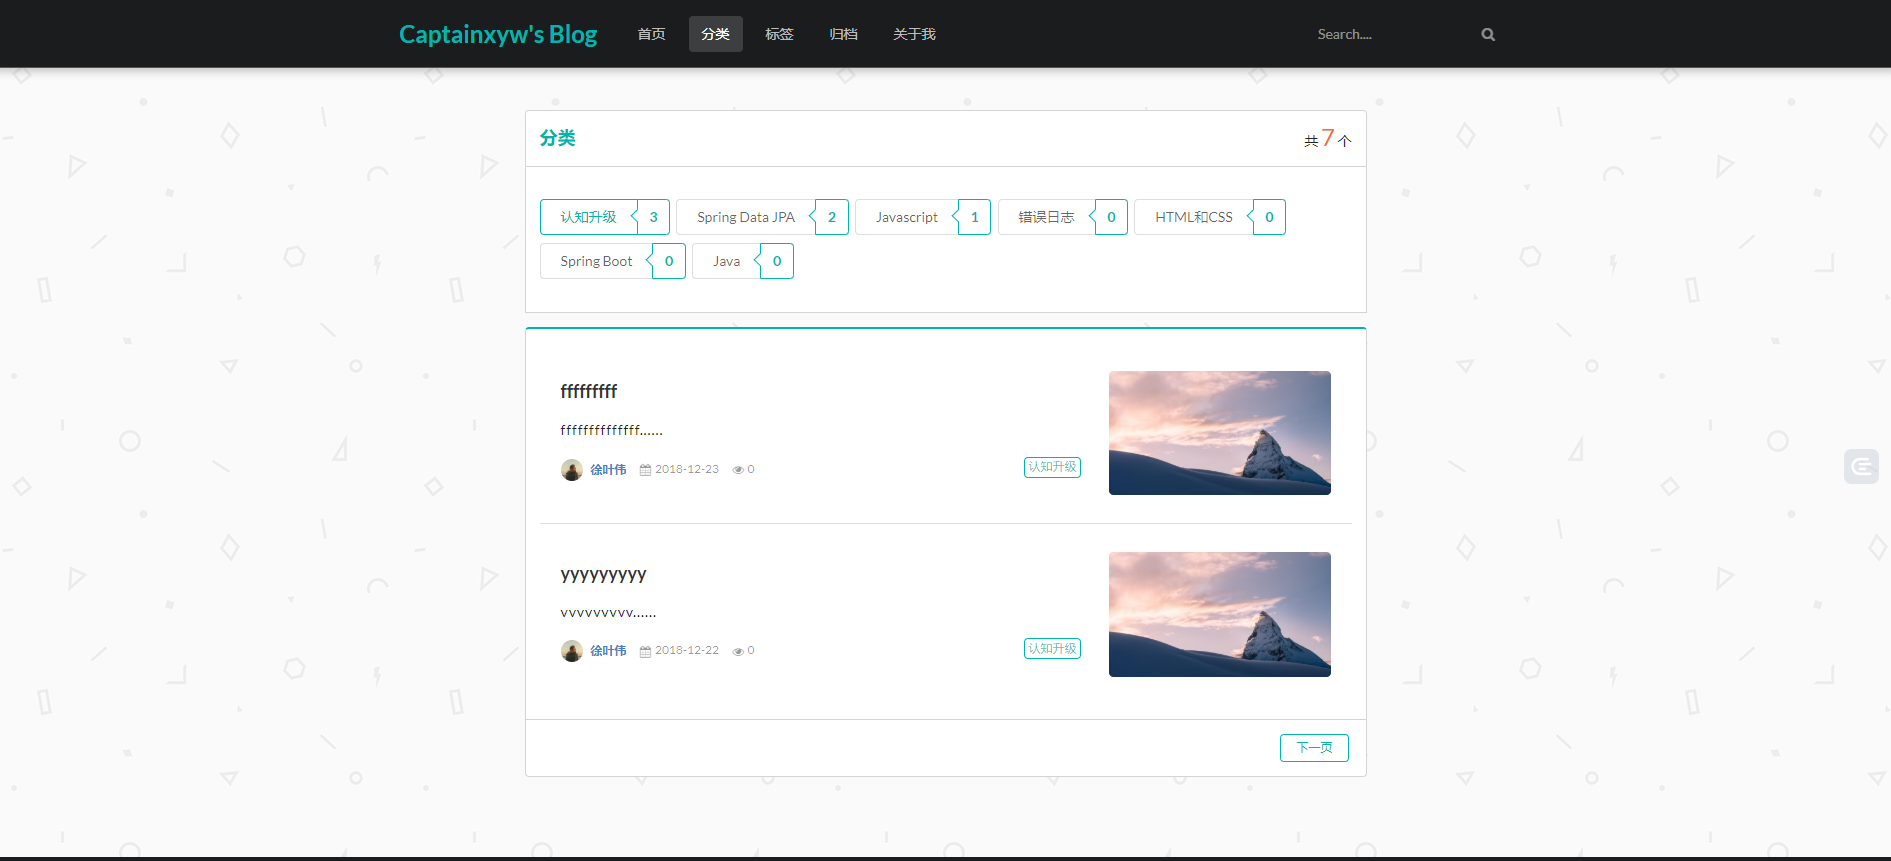 Captainxyw's Blog 首页 分类 标签 归档 关于我 Search....
分类 共 7 个
认知升级 3 Spring Data JPA 2 Javascript 1 错误日志 0 HTML和CSS 0
Spring Boot 0 Java 0
fffffffff
ffffffffffffff......
徐叶伟 2018-12-23 0 认知升级
yyyyyyyyy
vvvvvvvvv......
徐叶伟 2018-12-22 0 认知升级
下一页